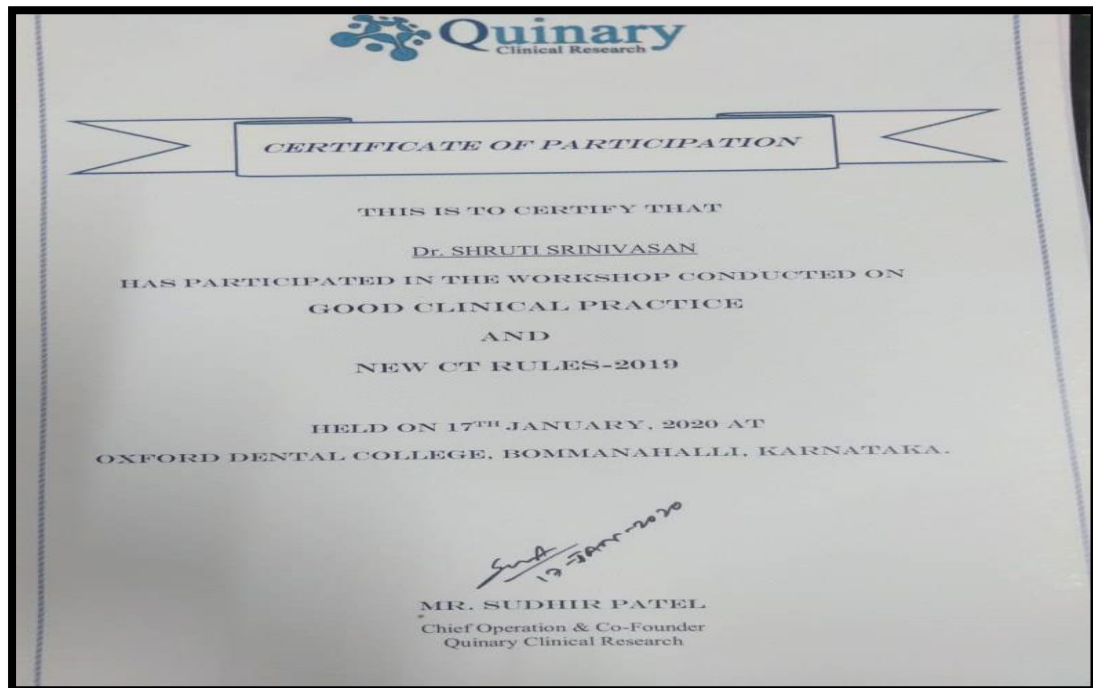 Quinary
Clinical Research
CERTIFICATE OF PARTICIPATION
THIS IS TO CERTIFY THAT
Dr. SHRUTI SRINIVASAN
HAS PARTICIPATED IN THE WORKSHOP CONDUCTED ON
GOOD CLINICAL PRACTICE
AND
NEW CT RULES-2019
HELD ON 17TH JANUARY, 2020 AT
OXFORD DENTAL COLLEGE, BOMMANAHALLI, KARNATAKA.
17-JAN-2020
MR. SUDHIR PATEL
Chief Operation & Co-Founder
Quinary Clinical Research